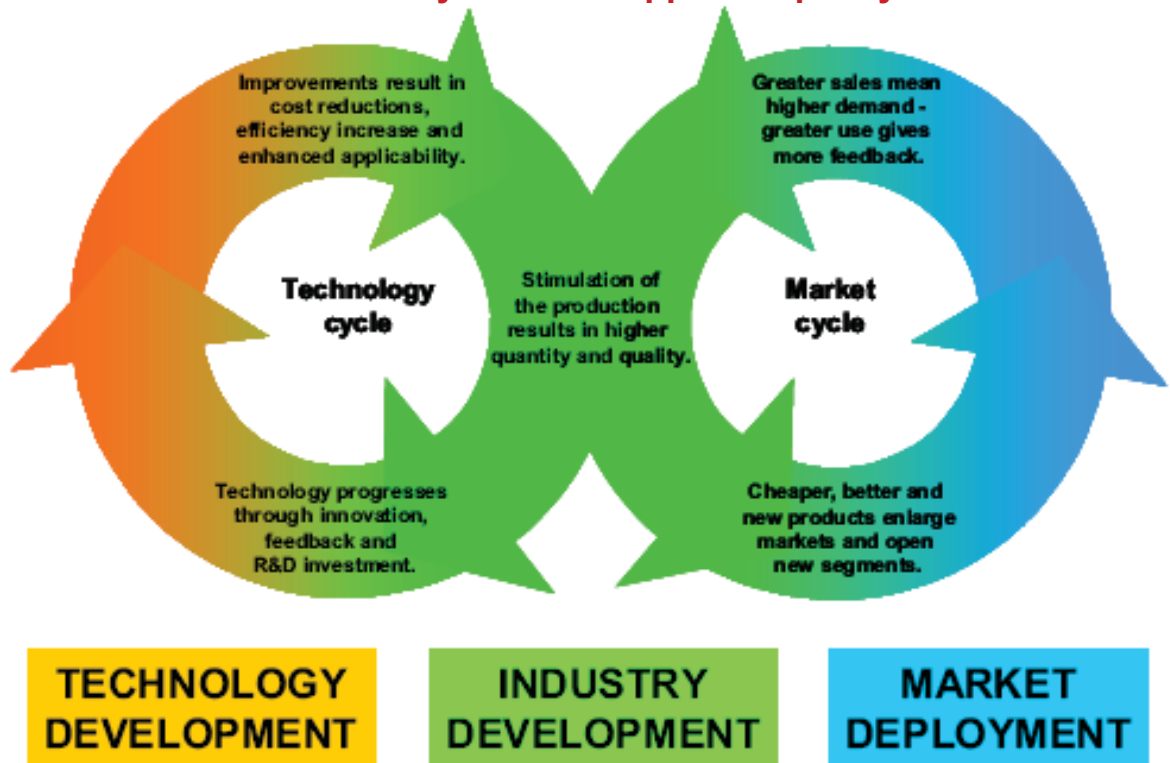 Improvements result in
cost reductions,
efficiency increase and
enhanced applicability.
Greater sales mean
higher demand -
greater use gives
more feedback.
Technology
cycle
Stimulation of
the production
results in higher
quantity and quality.
Market
cycle
Technology progresses
through innovation,
feedback and
R&D investment.
Cheaper, better and
new products enlarge
markets and open
new segments.
TECHNOLOGY
DEVELOPMENT
INDUSTRY
DEVELOPMENT
MARKET
DEPLOYMENT